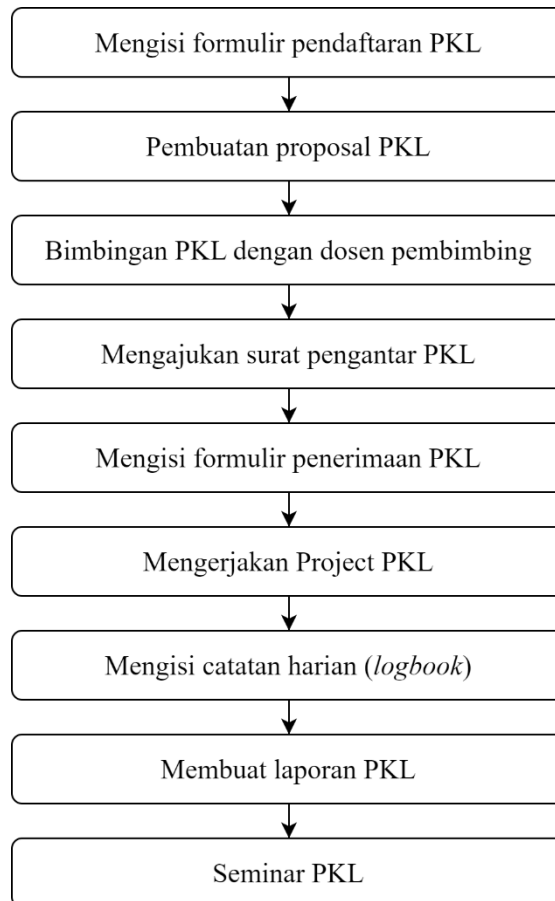 Mengisi formulir pendaftaran PKL
Pembuatan proposal PKL
Bimbingan PKL dengan dosen pembimbing
Mengajukan surat pengantar PKL
Mengisi formulir penerimaan PKL
Mengerjakan Project PKL
Mengisi catatan harian (logbook)
Membuat laporan PKL
Seminar PKL